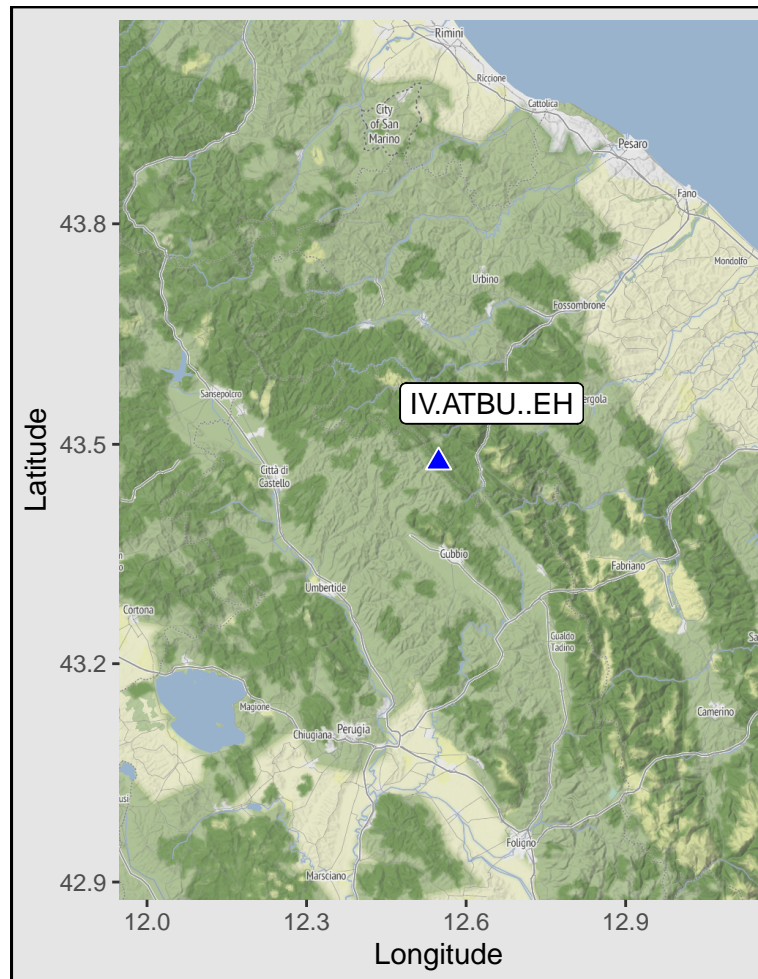 Rimini
Riccione
City
of San
Marino
Cattolica
Pesaro
Fano
43.8
Mondolfo
Urbino
Fossombrone
Sansepolcro
IV.ATBU..EH
43.5
Latitude
Città di
Castello
Gubbio
Fabriano
Umbertide
Cortona
Gualdo
Tadino
43.2
Magione
Camerino
Chiugiana
Perugia
Foligno
Marsciano
42.9
12.0
12.3
12.6
12.9
Longitude